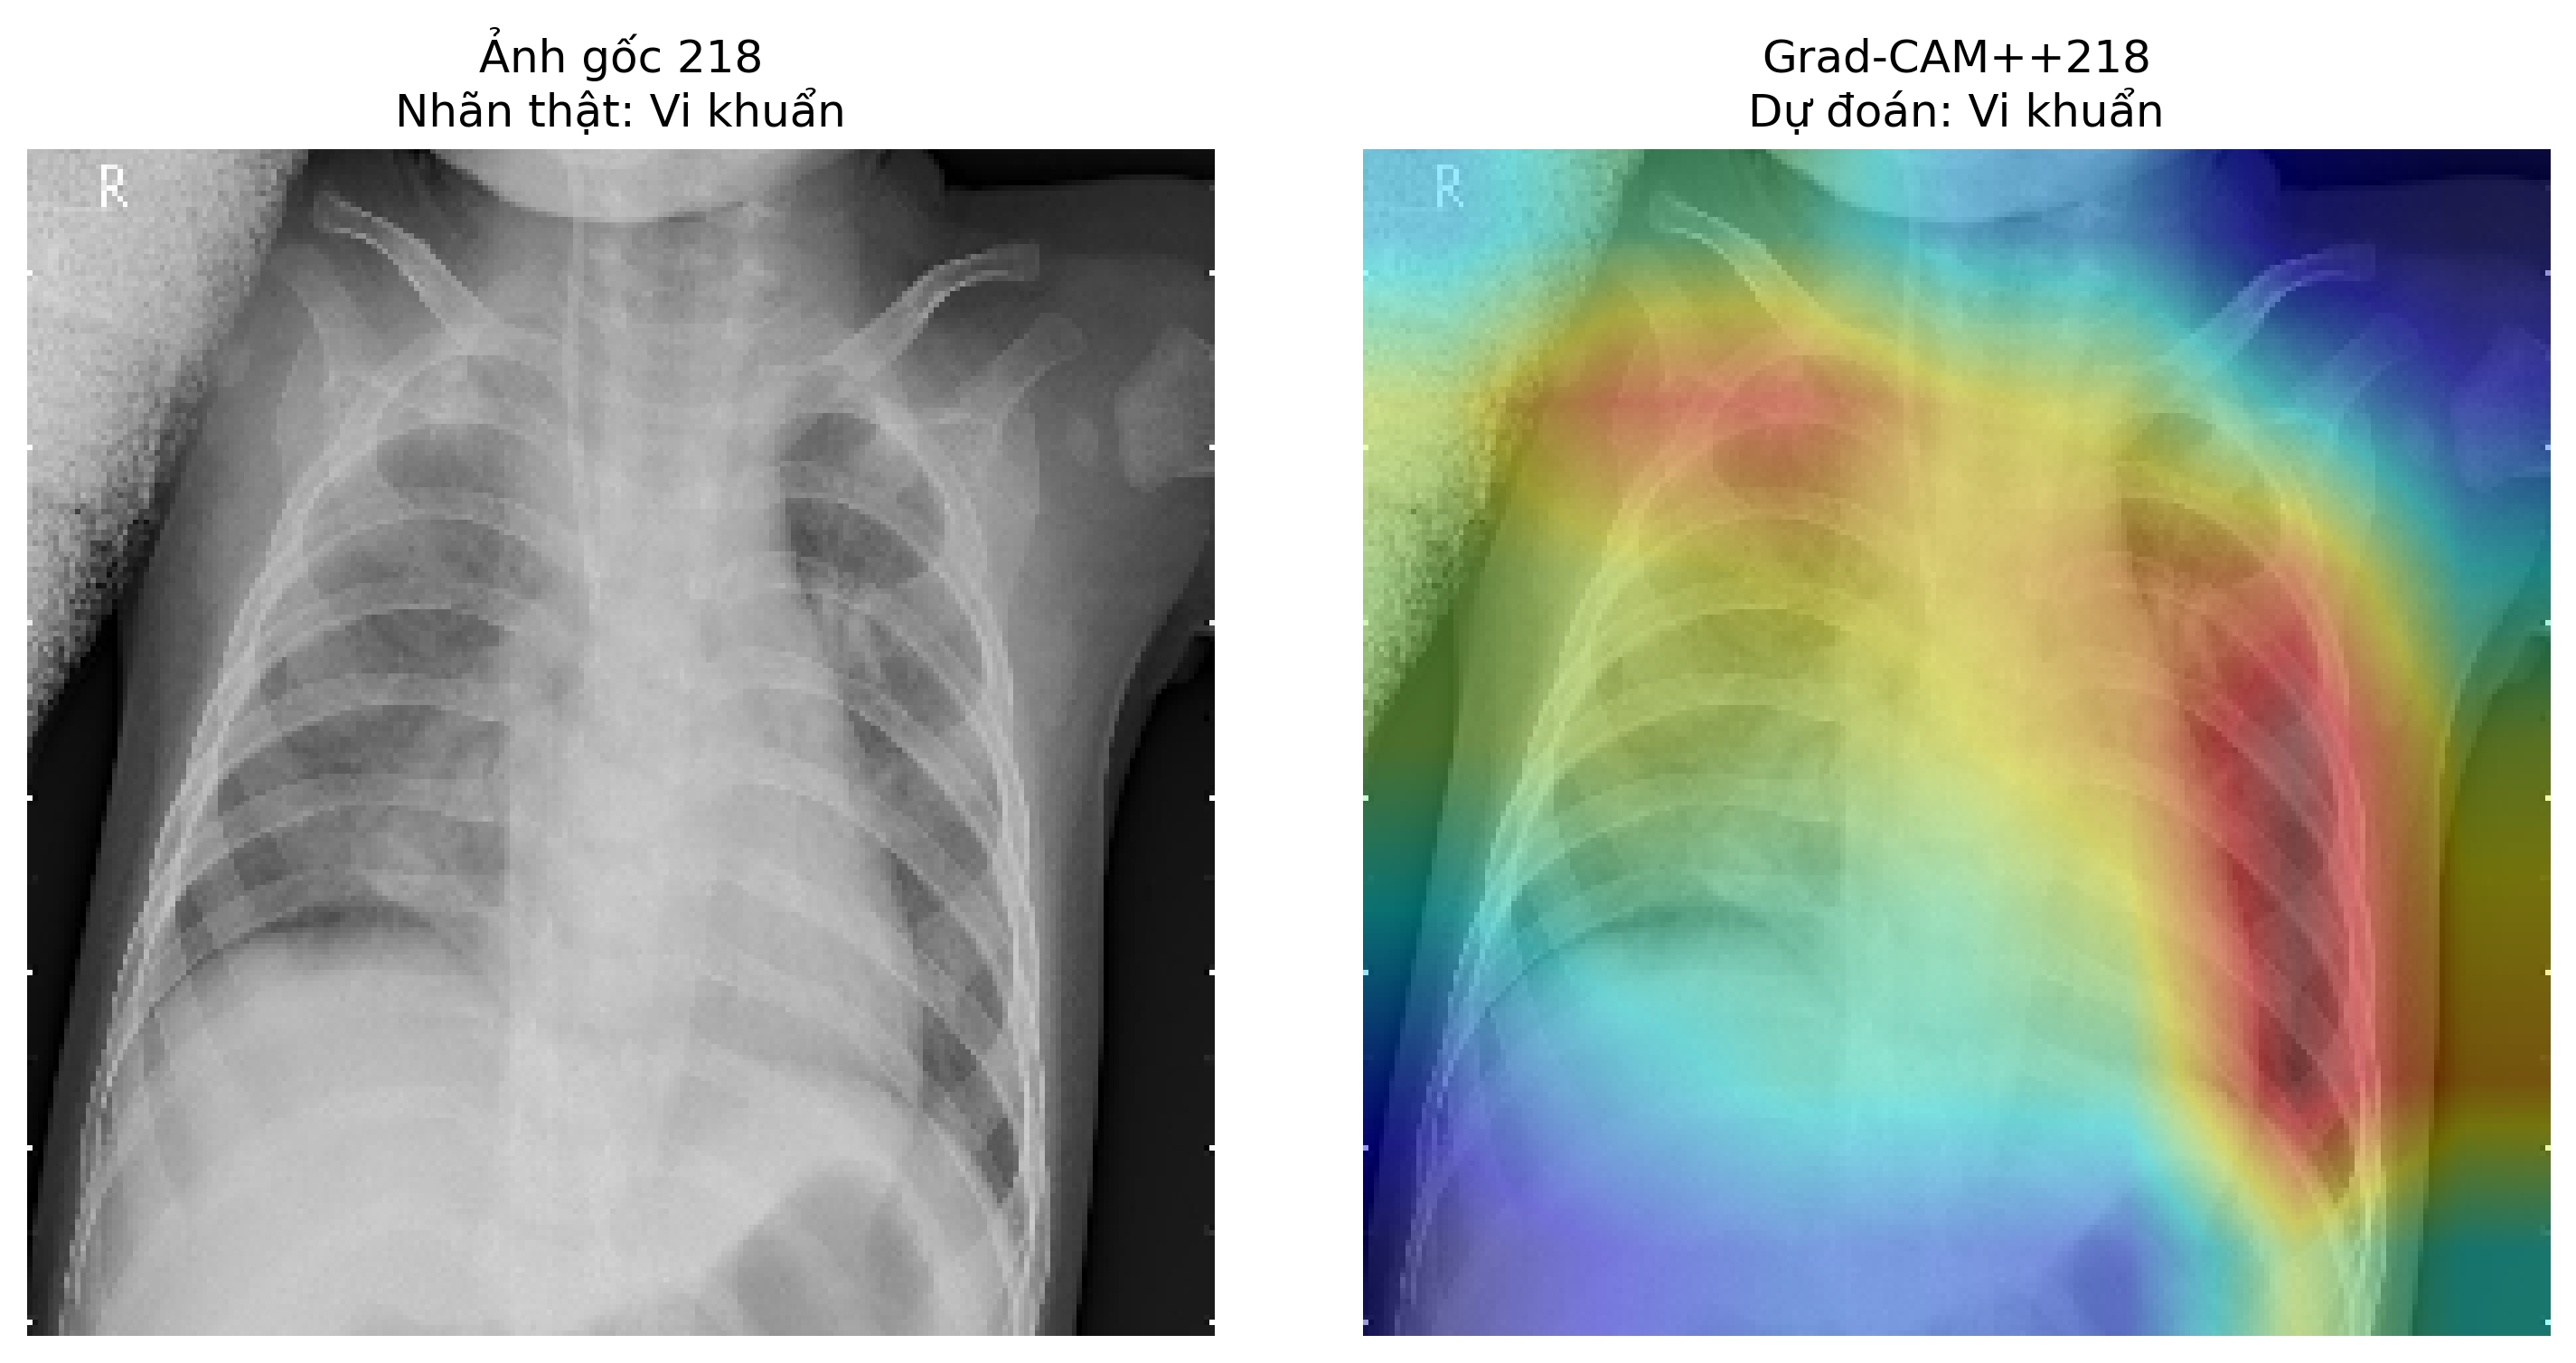 Ảnh gốc 218
Nhãn thật: Vi khuẩn
R
Grad-CAM++218
Dự đoán: Vi khuẩn
R